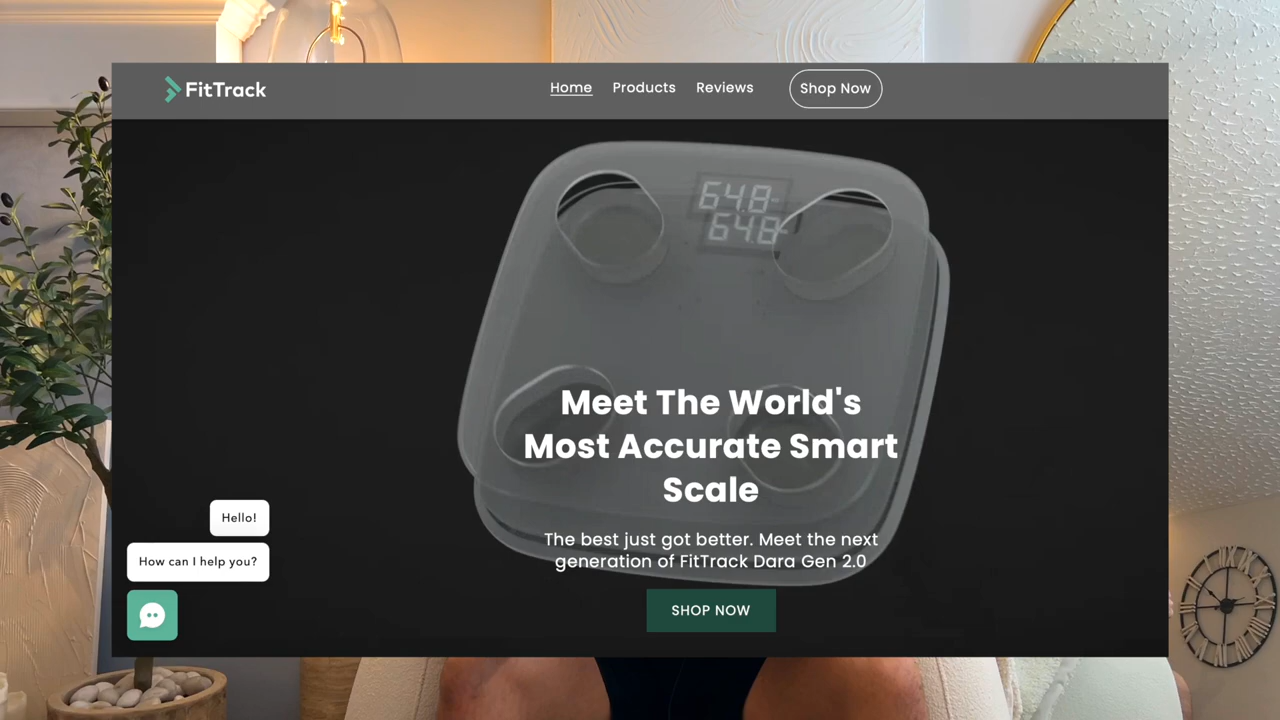 FitTrack
Home Products Reviews Shop Now
64.8
64.8
Meet The World's
Most Accurate Smart
Scale
The best just got better. Meet the next
generation of FitTrack Dara Gen 2.0
SHOP NOW
Hello!
How can I help you?